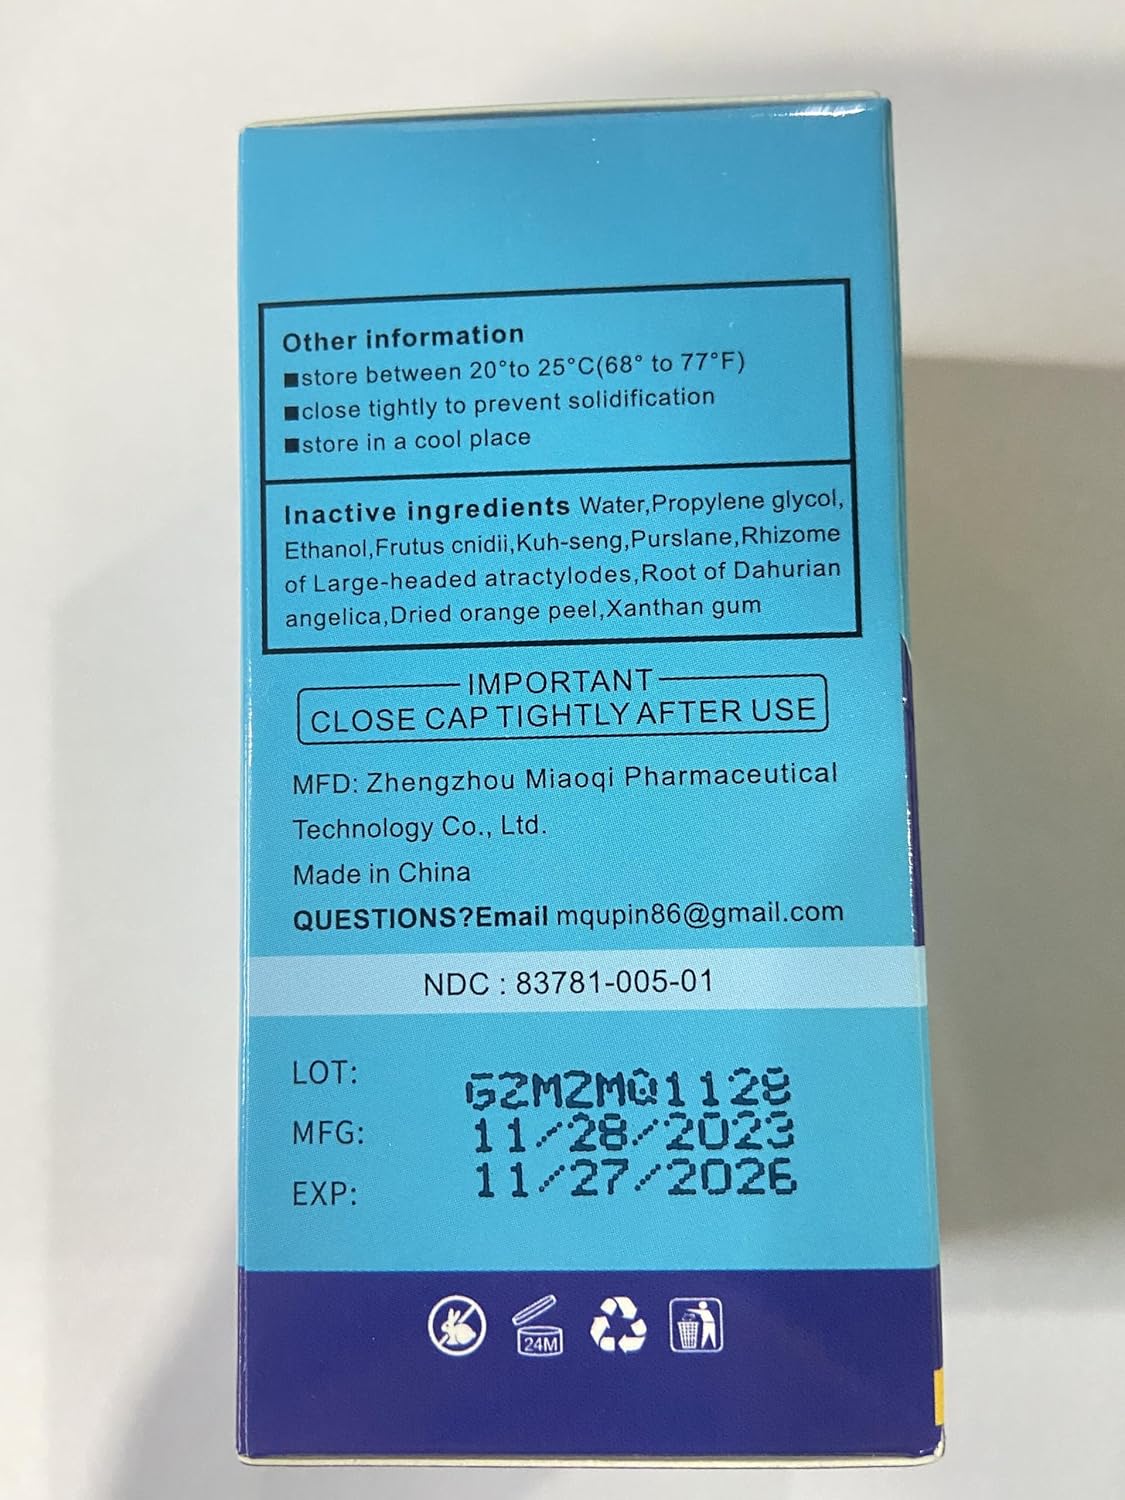 Other information
■store between 20°to 25°C(68° to 77°F)
■close tightly to prevent solidification
■store in a cool place
Inactive ingredients Water,Propylene glycol,
Ethanol,Frutus cnidii,Kuh-seng,Purslane,Rhizome
of Large-headed atractylodes,Root of Dahurian
angelica,Dried orange peel,Xanthan gum
IMPORTANT
CLOSE CAP TIGHTLY AFTER USE
MFD: Zhengzhou Miaoqi Pharmaceutical
Technology Co., Ltd.
Made in China
QUESTIONS?Email mqupin86@gmail.com
NDC : 83781-005-01
LOT: GZMZMQ1128
MFG: 11/28/2023
EXP: 11/27/2026
24M